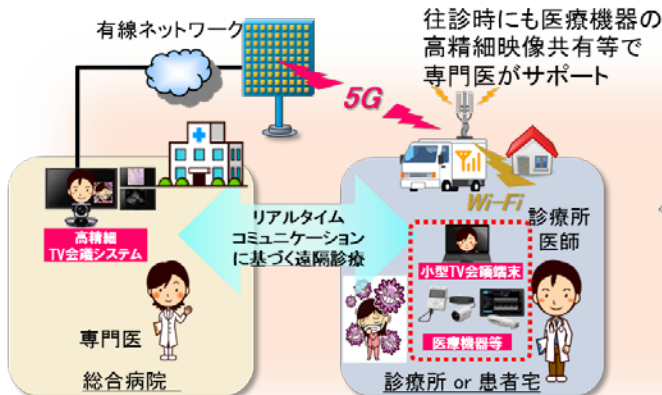 有線ネットワーク
往診時にも医療機器の
高精細映像共有等で
専門医がサポート
5G
Wi-Fi
高精細
TV会議システム
リアルタイム
コミュニケーション
に基づく遠隔診療
診療所
医師
小型TV会議端末
医療機器等
専門医
総合病院
診療所 or 患者宅